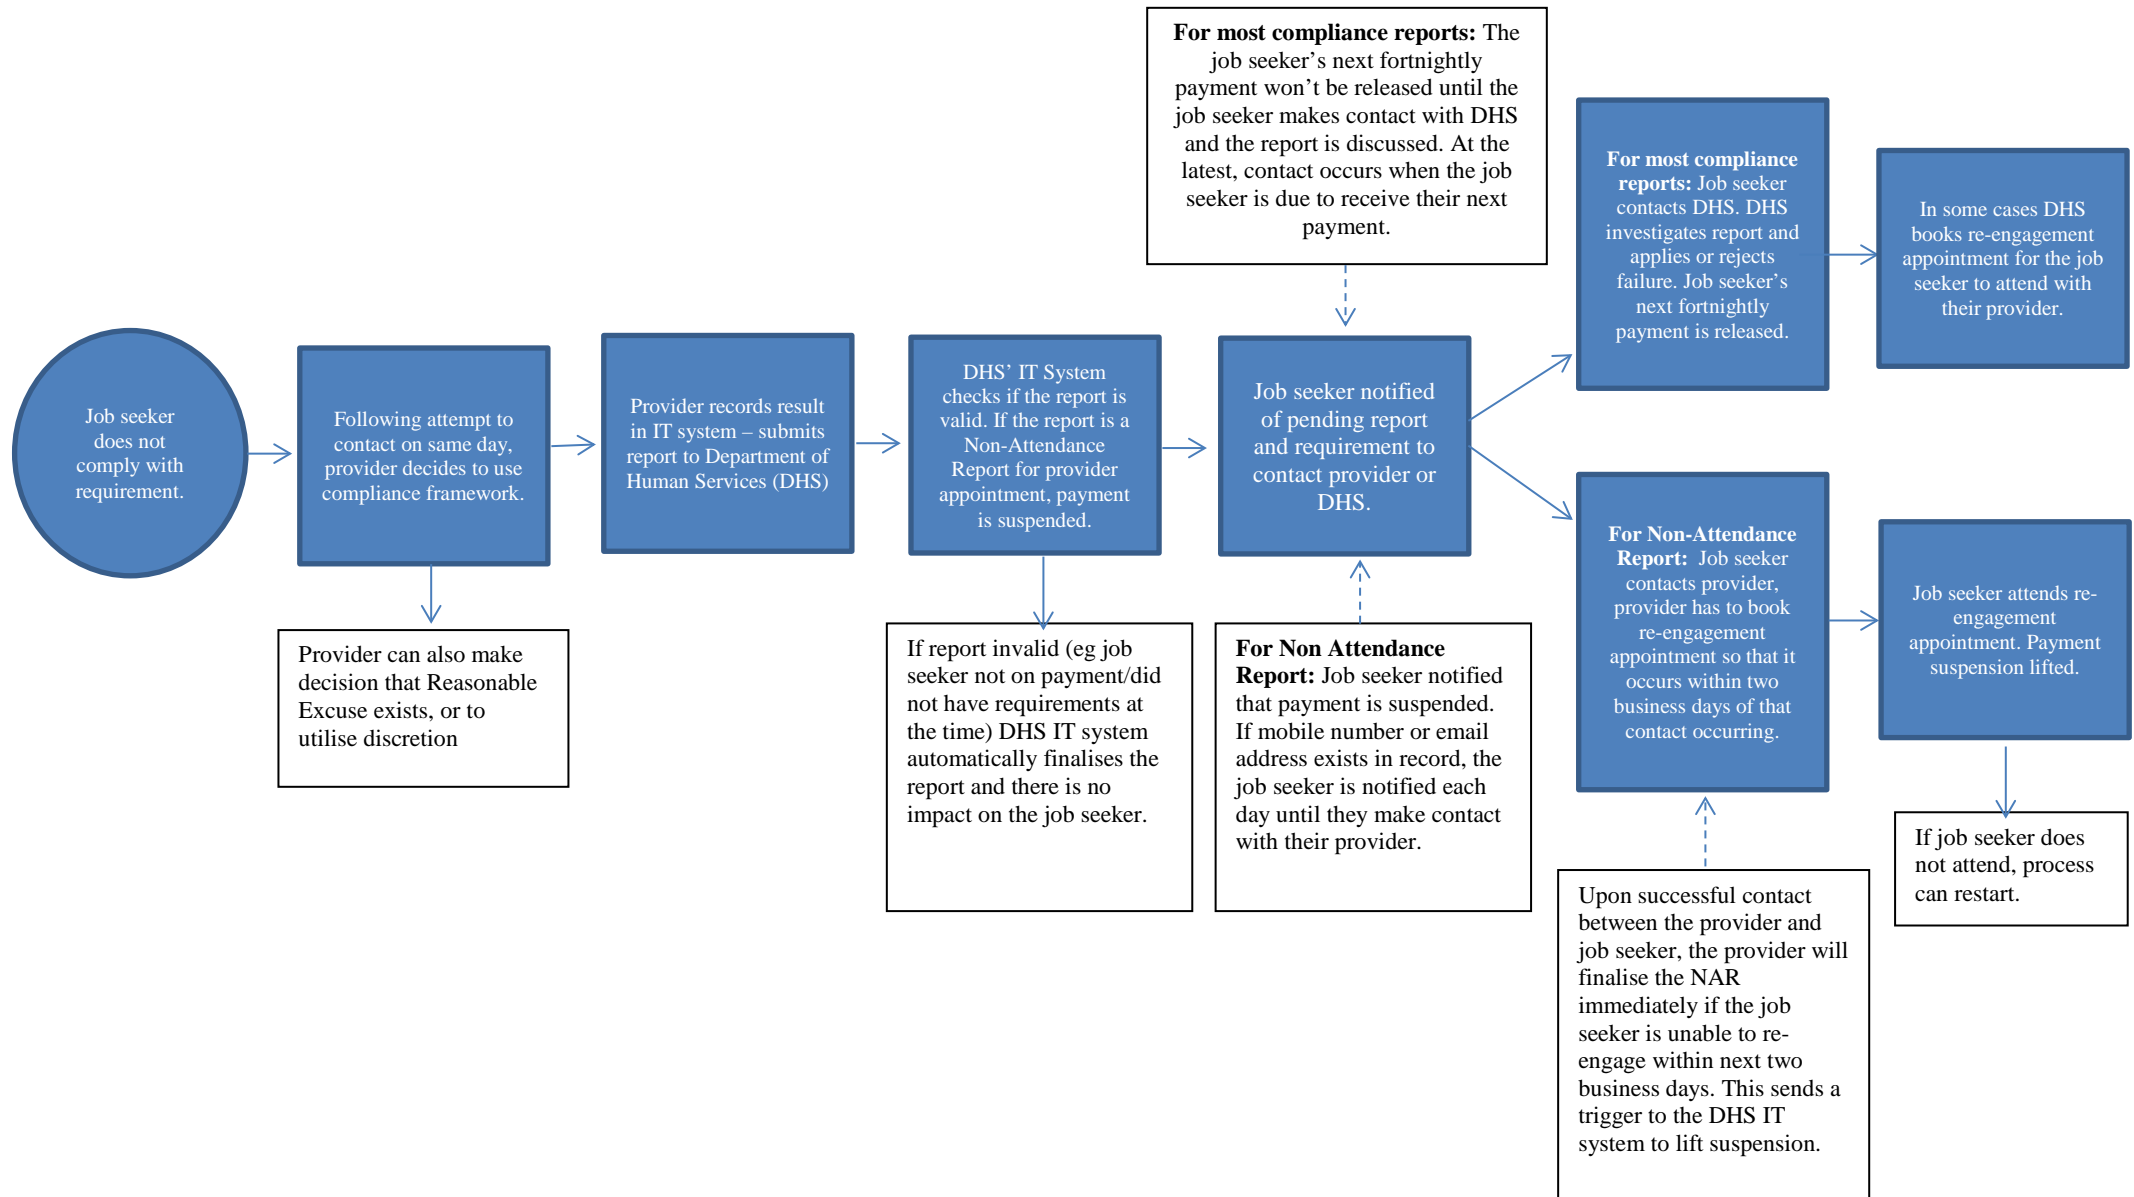 For most compliance reports: The
job seeker’s next fortnightly
payment won’t be released until the
job seeker makes contact with DHS
and the report is discussed. At the
latest, contact occurs when the job
seeker is due to receive their next
payment.
Job seeker
does not
comply with
requirement.
Following attempt to
contact on same day,
provider decides to use
compliance framework.
Provider records result
in IT system – submits
report to Department of
Human Services (DHS)
DHS’ IT System
checks if the report is
valid. If the report is a
Non-Attendance
Report for provider
appointment, payment
is suspended.
Job seeker notified
of pending report
and requirement to
contact provider or
DHS.
For most compliance
reports: Job seeker
contacts DHS. DHS
investigates report and
applies or rejects
failure. Job seeker’s
next fortnightly
payment is released.
In some cases DHS
books re-engagement
appointment for the job
seeker to attend with
their provider.
For Non-Attendance
Report: Job seeker
contacts provider,
provider has to book
re-engagement
appointment so that it
occurs within two
business days of that
contact occurring.
Job seeker attends re-
engagement
appointment. Payment
suspension lifted.
Provider can also make
decision that Reasonable
Excuse exists, or to
utilise discretion
If report invalid (eg job
seeker not on payment/did
not have requirements at
the time) DHS IT system
automatically finalises the
report and there is no
impact on the job seeker.
For Non Attendance
Report: Job seeker notified
that payment is suspended.
If mobile number or email
address exists in record, the
job seeker is notified each
day until they make contact
with their provider.
Upon successful contact
between the provider and
job seeker, the provider will
finalise the NAR
immediately if the job
seeker is unable to re-
engage within next two
business days. This sends a
trigger to the DHS IT
system to lift suspension.
If job seeker does
not attend, process
can restart.